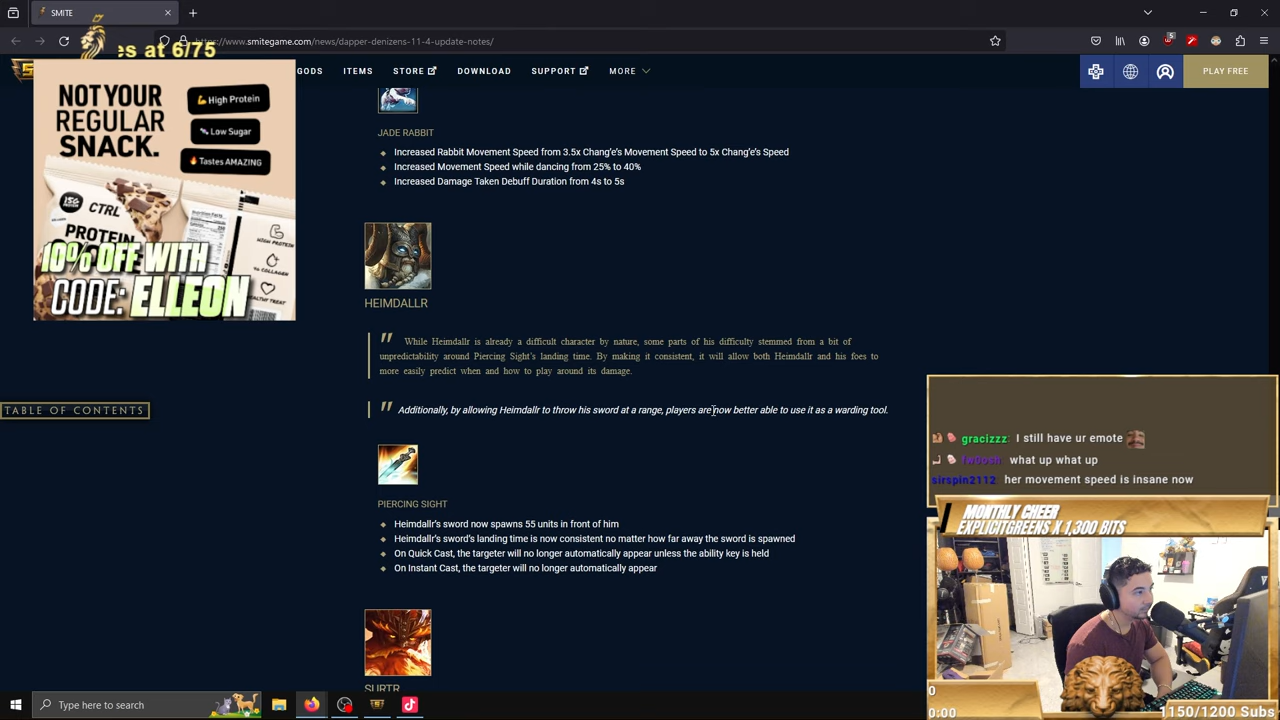 SMITE
es at 6/75
www.smitegame.com/news/dapper-denizens-11-4-update-notes/
5
GODS
ITEMS
STORE
DOWNLOAD
SUPPORT
MORE
PLAY FREE
NOT YOUR
REGULAR
SNACK.
High Protein
Low Sugar
Tastes AMAZING
15G
CTRL
PROTEIN
HIGH PROTEIN
COLLAGEN
HEALTHY TREAT
10% OFF WITH
CODE: ELLEON
JADE RABBIT
Increased Rabbit Movement Speed from 3.5x Chang'e's Movement Speed to 5x Chang'e's Speed
Increased Movement Speed while dancing from 25% to 40%
Increased Damage Taken Debuff Duration from 4s to 5s
HEIMDALLR
" While Heimdallr is already a difficult character by nature, some parts of his difficulty stemmed from a bit of
unpredictability around Piercing Sight's landing time. By making it consistent, it will allow both Heimdallr and his foes to
more easily predict when and how to play around its damage.
TABLE OF CONTENTS
" Additionally, by allowing Heimdallr to throw his sword at a range, players are now better able to use it as a warding tool.
PIERCING SIGHT
Heimdallr's sword now spawns 55 units in front of him
Heimdallr's sword's landing time is now consistent no matter how far away the sword is spawned
On Quick Cast, the targeter will no longer automatically appear unless the ability key is held
On Instant Cast, the targeter will no longer automatically appear
SURTR
gracizzz: I still have ur emote
fw0osh: what up what up
sirspin2112: her movement speed is insane now
MONTHLY CHEER
EXPLICITGREENS X 1,300 BITS
0
0:00
1150/1200 Subs
Type here to search